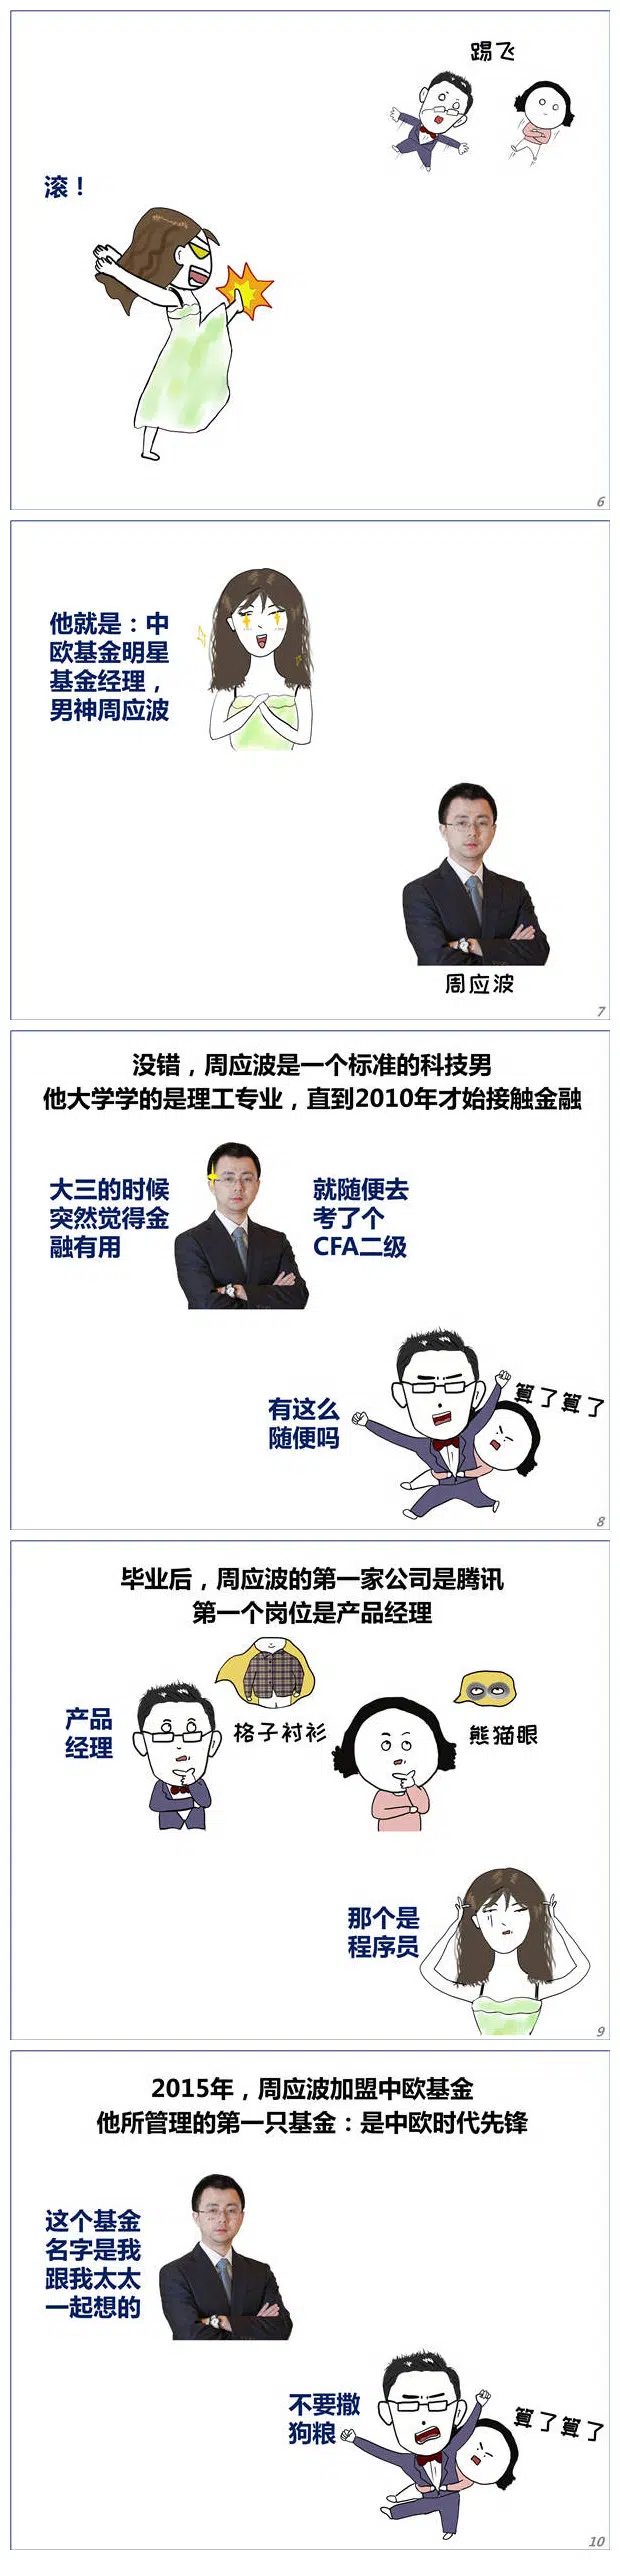 踢飞
滚！
6
他就是：中
欧基金明星
基金经理，
男神周应波
周应波
7
没错，周应波是一个标准的科技男
他大学学的是理工专业，直到2010年才始接触金融
大三的时候
突然觉得金
融有用
就随便去
考了个
CFA二级
有这么
随便吗
算了算了
8
毕业后，周应波的第一家公司是腾讯
第一个岗位是产品经理
产品
经理
格子衬衫
熊猫眼
那个是
程序员
9
2015年，周应波加盟中欧基金
他所管理的第一只基金：是中欧时代先锋
这个基金
名字是我
跟我太太
一起想的
不要撒
狗粮
算了算了
10